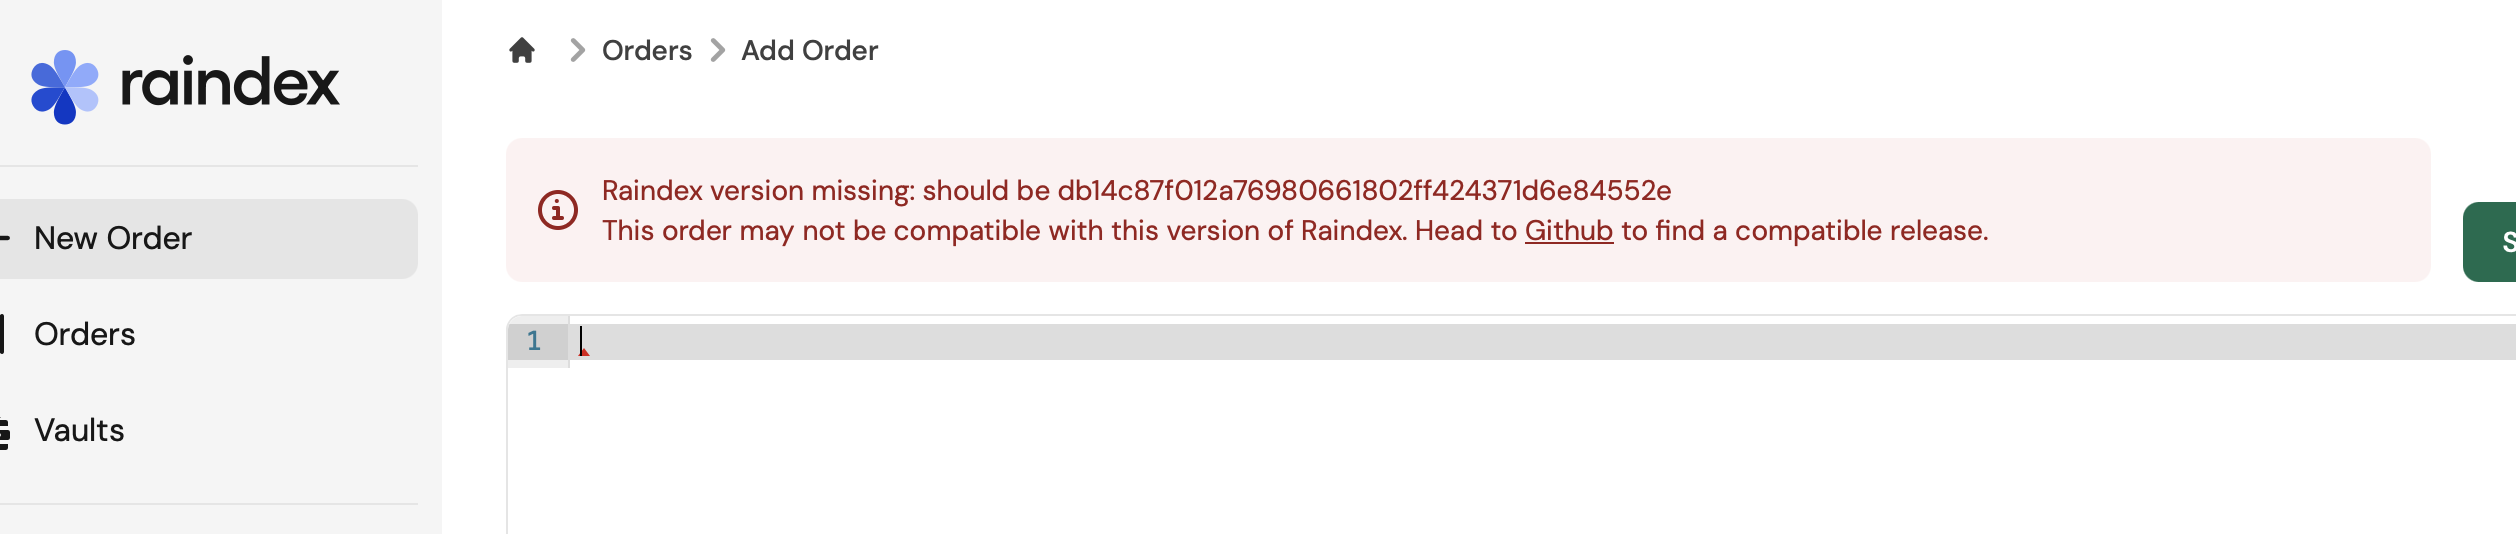 raindex
Orders
Add Order
New Order
Orders
Vaults
Raindex version missing: should be db14c87f012a76980661802ff424371d6e84552e
This order may not be compatible with this version of Raindex. Head to Github to find a compatible release.
1